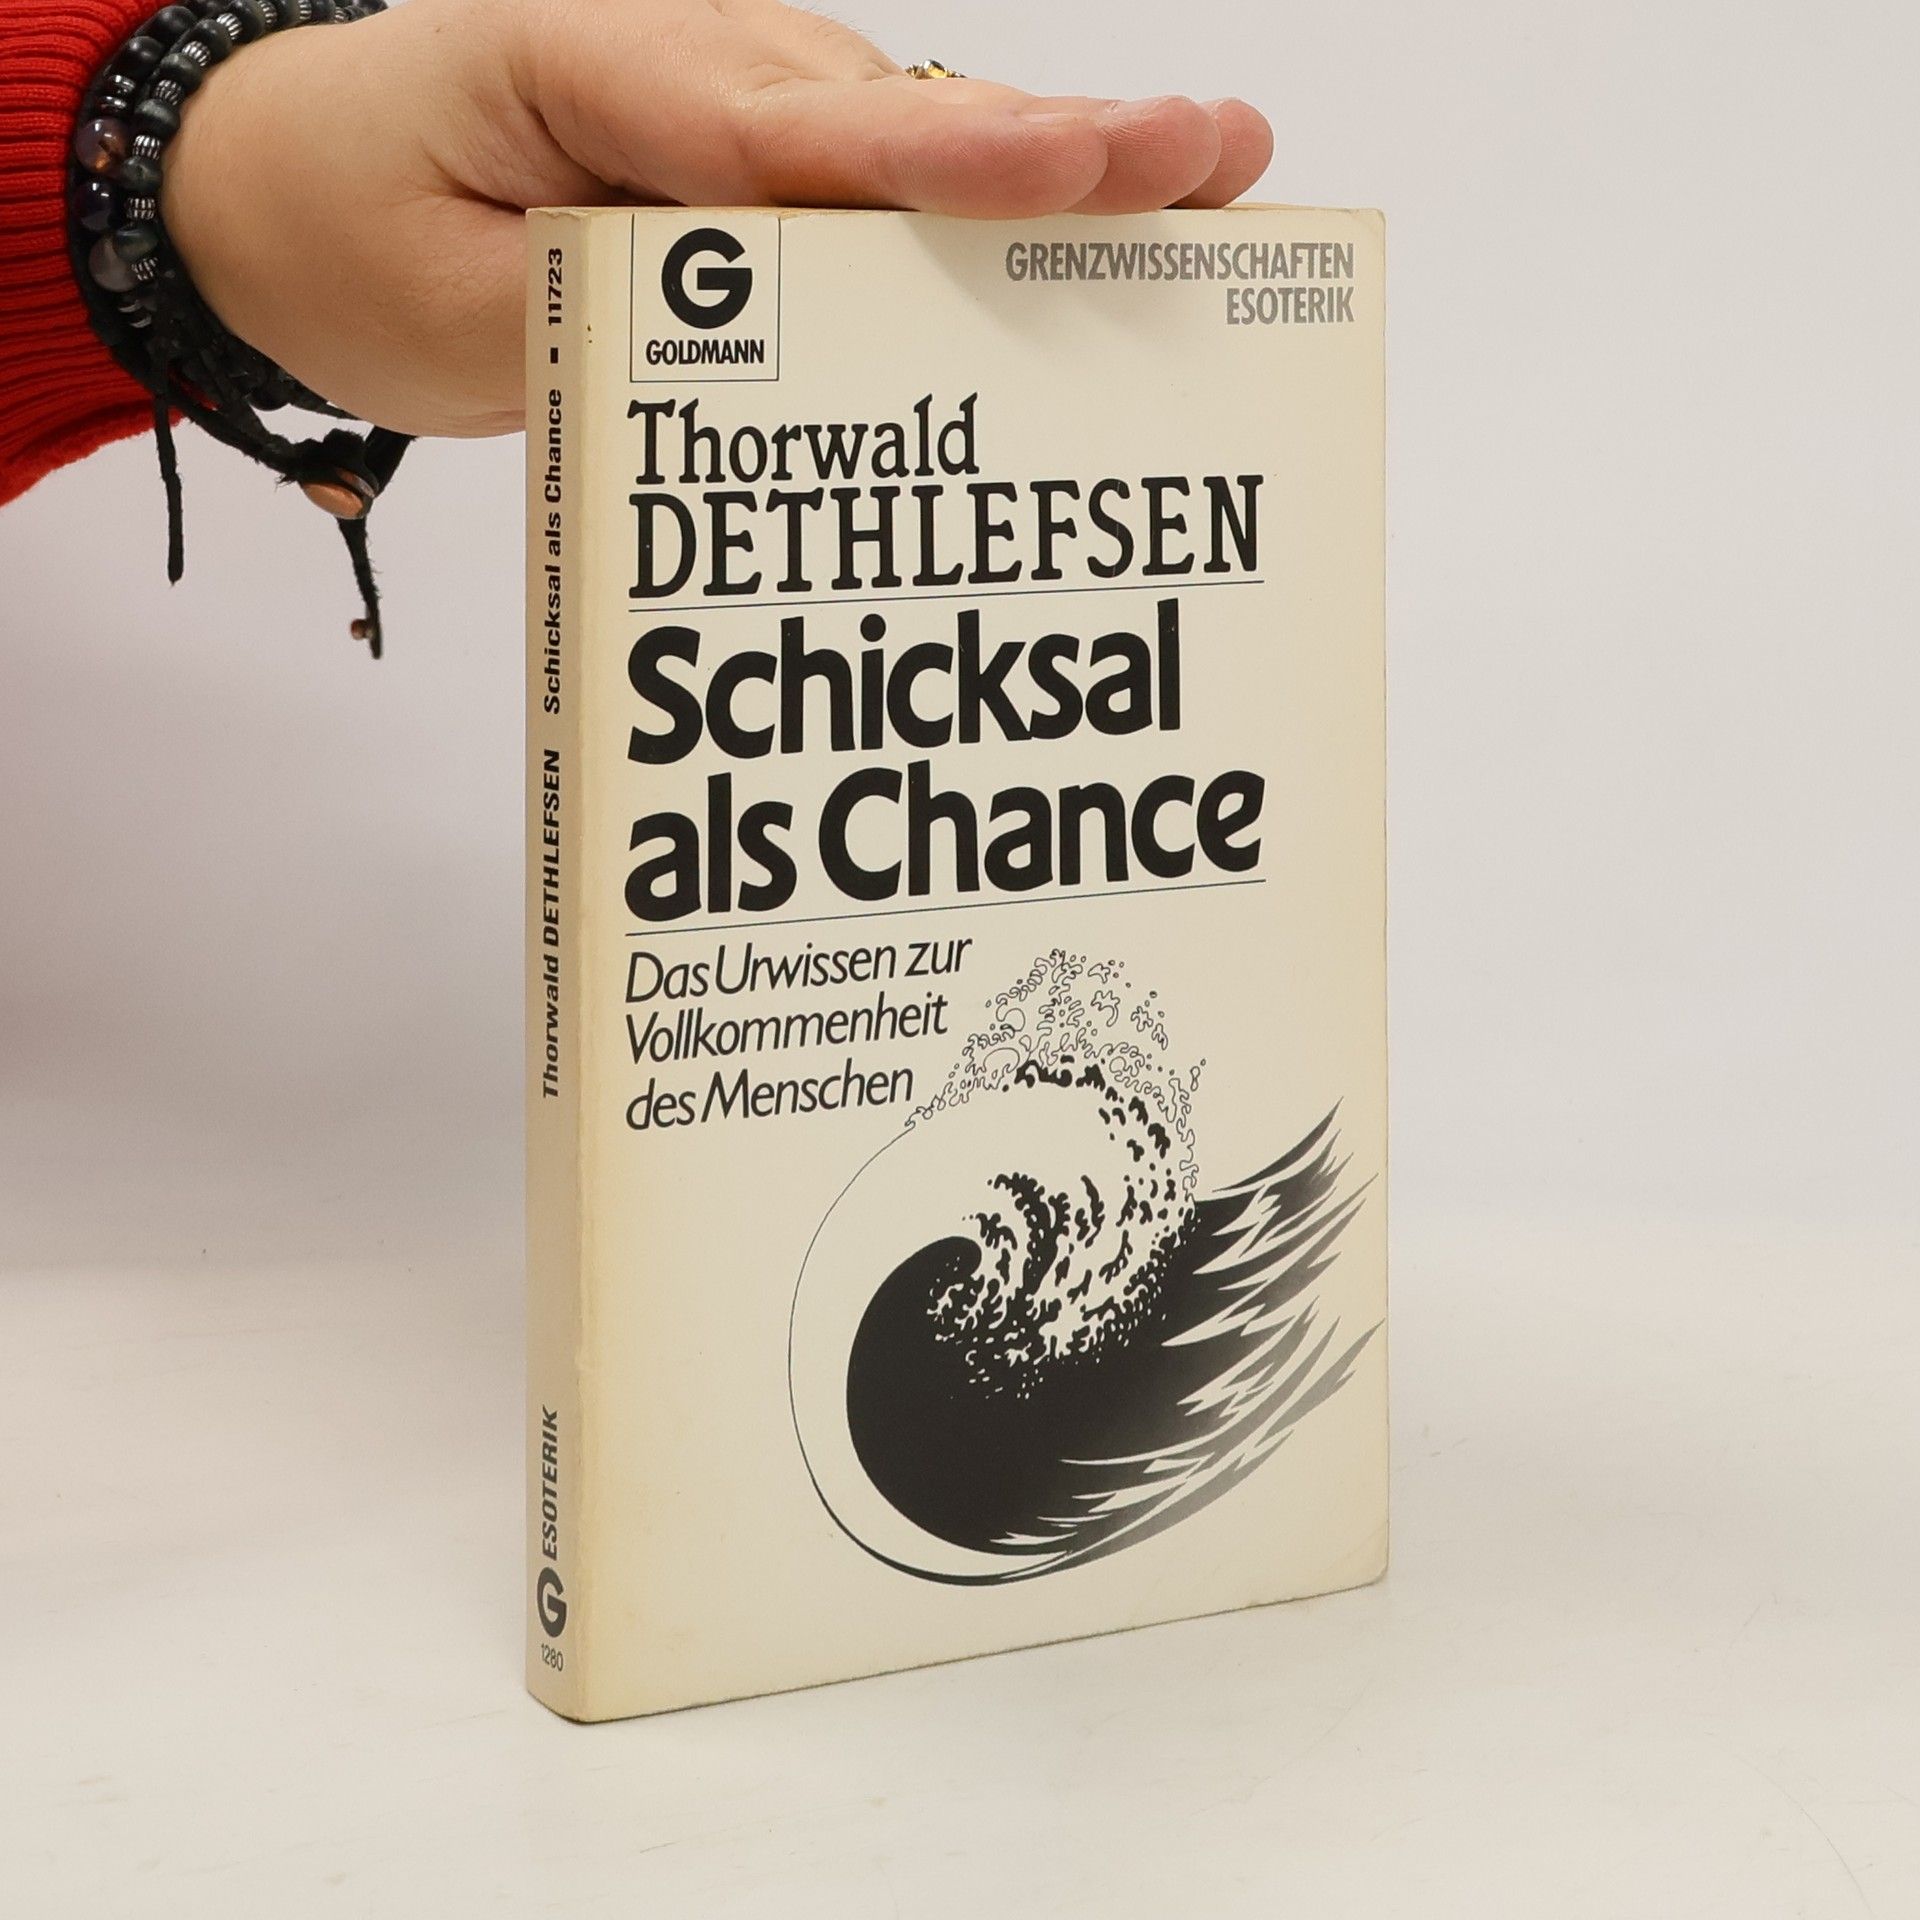 G
GOLDMANN
GRENZWISSENSCHAFTEN
ESOTERIK
Thorwald
DETHLEFSEN
Schicksal
als Chance
Das Urwissen zur
Vollkommenheit
des Menschen
Thorwald DETHLEFSEN Schicksal als Chance ■ 11723
G ESOTERIK
1280